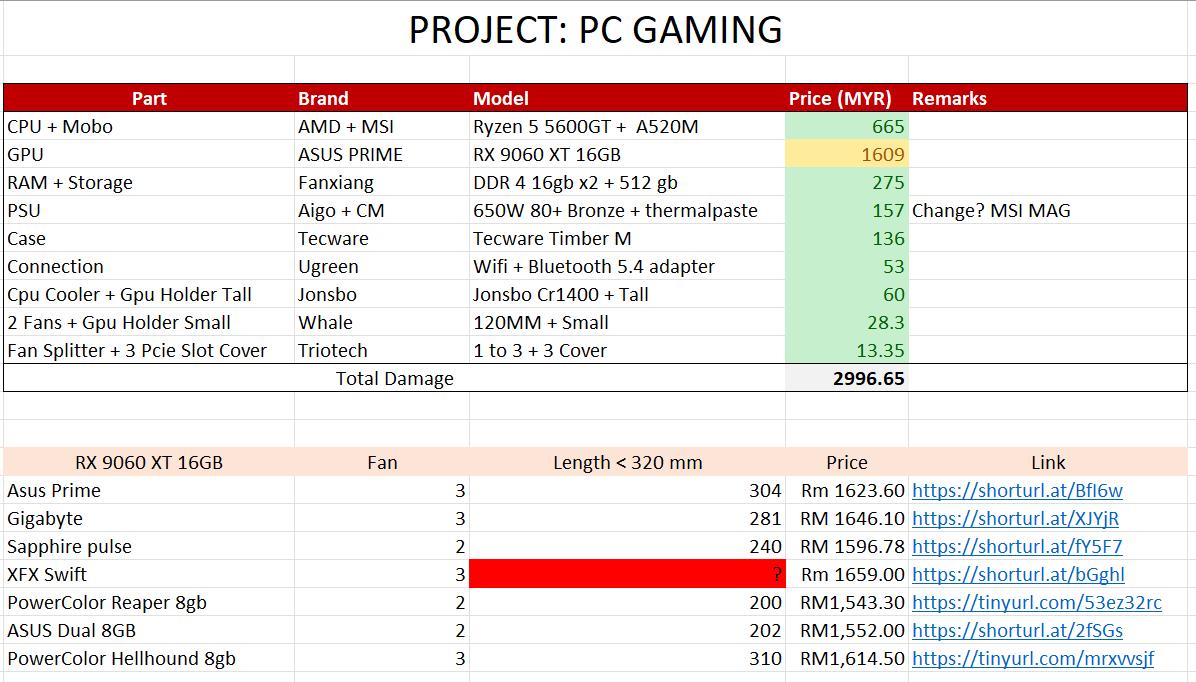 PROJECT: PC GAMING
Part Brand Model Price (MYR) Remarks
CPU + Mobo AMD + MSI Ryzen 5 5600GT + A520M 665
GPU ASUS PRIME RX 9060 XT 16GB 1609
RAM + Storage Fanxiang DDR 4 16gb x2 + 512 gb 275
PSU Aigo + CM 650W 80+ Bronze + thermalpaste 157 Change? MSI MAG
Case Tecware Tecware Timber M 136
Connection Ugreen Wifi + Bluetooth 5.4 adapter 53
Cpu Cooler + Gpu Holder Tall Jonsbo Jonsbo Cr1400 + Tall 60
2 Fans + Gpu Holder Small Whale 120MM + Small 28.3
Fan Splitter + 3 Pcie Slot Cover Triotech 1 to 3 + 3 Cover 13.35
Total Damage 2996.65
RX 9060 XT 16GB Fan Length < 320 mm Price Link
Asus Prime 3 304 Rm 1623.60 https://shorturl.at/BfI6w
Gigabyte 3 281 RM 1646.10 https://shorturl.at/XJYjR
Sapphire pulse 2 240 RM 1596.78 https://shorturl.at/fY5F7
XFX Swift 3 ? Rm 1659.00 https://shorturl.at/bGghl
PowerColor Reaper 8gb 2 200 RM1,543.30 https://tinyurl.com/53ez32rc
ASUS Dual 8GB 2 202 RM1,552.00 https://shorturl.at/2fSGs
PowerColor Hellhound 8gb 3 310 RM1,614.50 https://tinyurl.com/mrxvvsjf